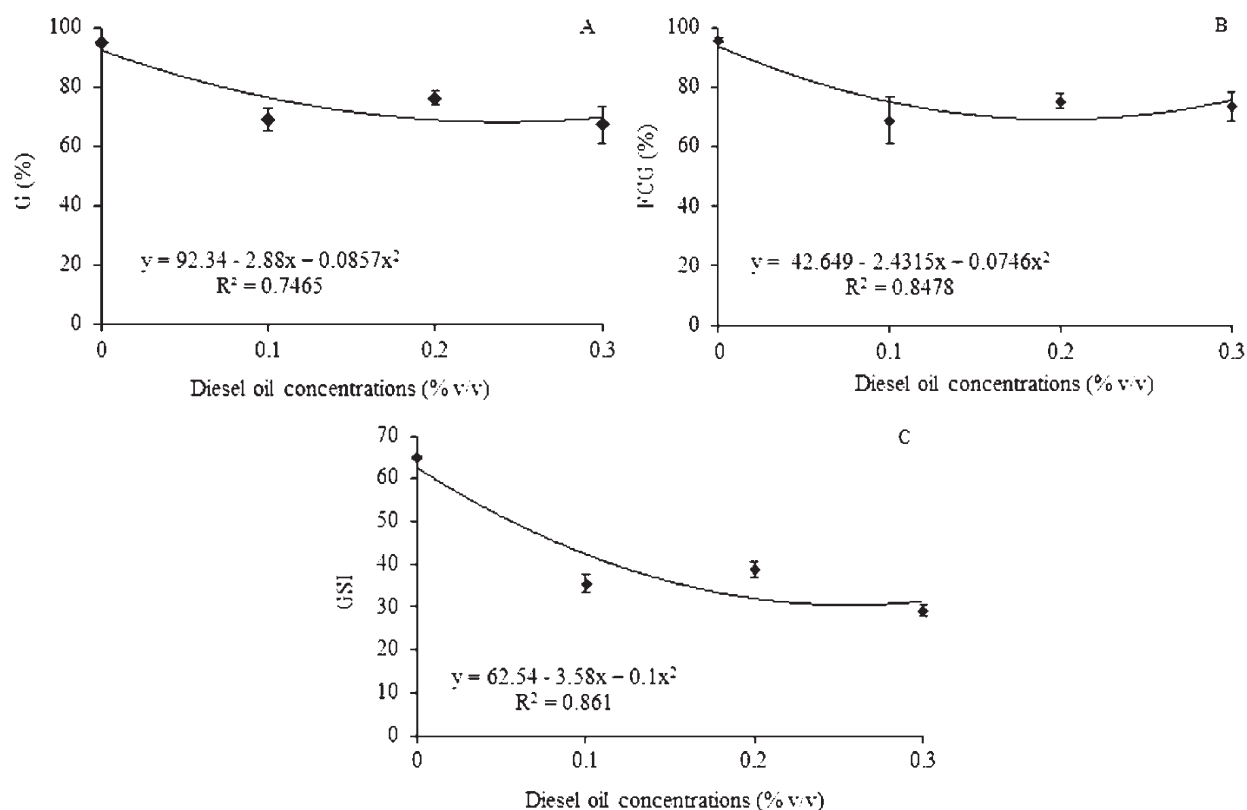 A
100
80
60
40
20
0
G (%)
y = 92.34 - 2.88x – 0.0857x²
R² = 0.7465
0 0.1 0.2 0.3
Diesel oil concentrations (% v/v)
B
100
80
60
40
20
0
FCG (%)
y = 42.649 - 2.4315x – 0.0746x²
R² = 0.8478
0 0.1 0.2 0.3
Diesel oil concentrations (% v/v)
C
70
60
50
40
30
20
10
0
GSI
y = 62.54 - 3.58x – 0.1x²
R² = 0.861
0 0.1 0.2 0.3
Diesel oil concentrations (% v/v)